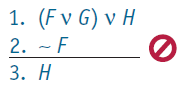 1. (F v G) v H
2. ~ F
3. H